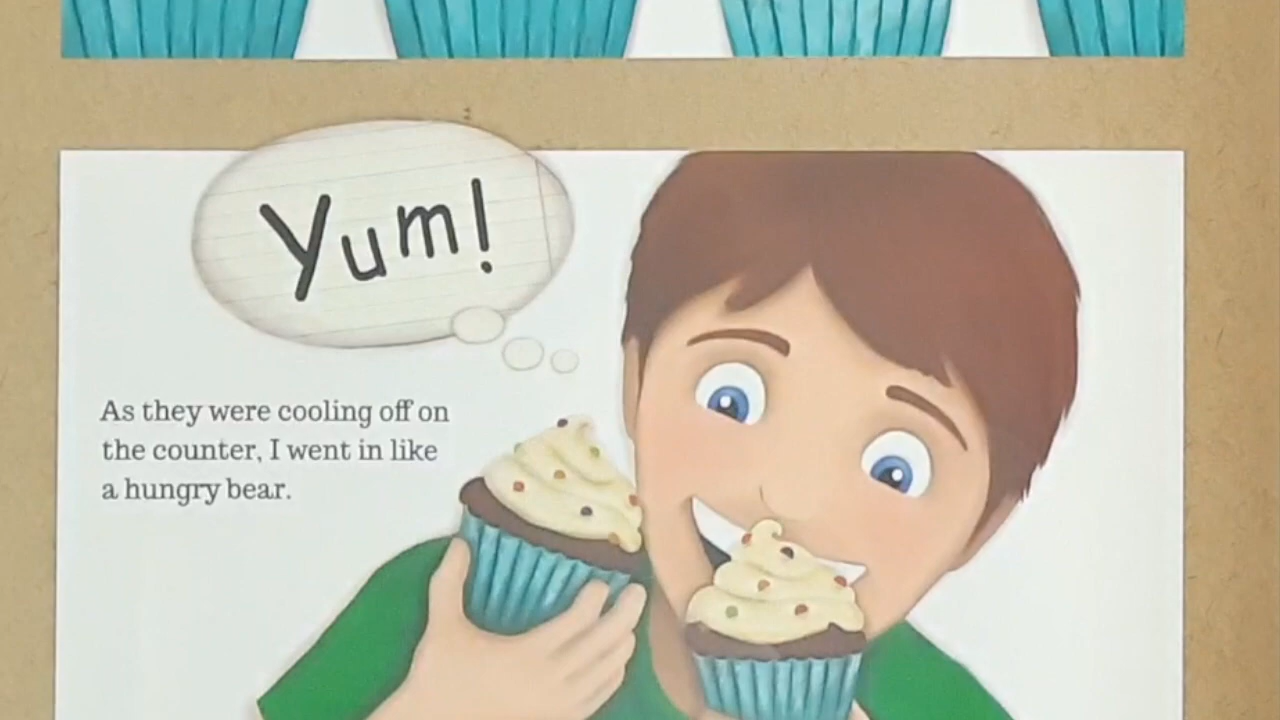 Yum!
As they were cooling off on
the counter, I went in like
a hungry bear.